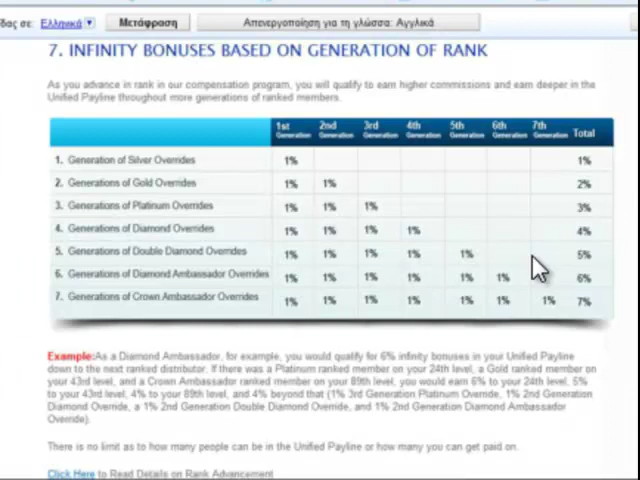 δας σε: Ελληνικά Μετάφραση Απενεργοποίηση για τη γλώσσα: Αγγλικά
7. INFINITY BONUSES BASED ON GENERATION OF RANK
As you advance in rank in our compensation program, you will qualify to earn higher commissions and earn deeper in the
Unified Payline throughout more generations of ranked members.
1st Generation 2nd Generation 3rd Generation 4th Generation 5th Generation 6th Generation 7th Generation Total
1. Generation of Silver Overrides 1% 1%
2. Generations of Gold Overrides 1% 1% 2%
3. Generations of Platinum Overrides 1% 1% 1% 3%
4. Generations of Diamond Overrides 1% 1% 1% 1% 4%
5. Generations of Double Diamond Overrides 1% 1% 1% 1% 1% 5%
6. Generations of Diamond Ambassador Overrides 1% 1% 1% 1% 1% 1% 6%
7. Generations of Crown Ambassador Overrides 1% 1% 1% 1% 1% 1% 1% 7%
Example:As a Diamond Ambassador, for example, you would qualify for 6% infinity bonuses in your Unified Payline
down to the next ranked distributor. If there was a Platinum ranked member on your 24th level, a Gold ranked member on
your 43rd level, and a Crown Ambassador ranked member on your 89th level, you would earn 6% to your 24th level, 5%
to your 43rd level, 4% to your 89th level, and 4% beyond that (1% 3rd Generation Platinum Override, 1% 2nd Generation
Diamond Override, a 1% 2nd Generation Double Diamond Override, and 1% 2nd Generation Diamond Ambassador
Override).
There is no limit as to how many people can be in the Unified Payline or how many you can get paid on.
Click Here to Read Details on Rank Advancement